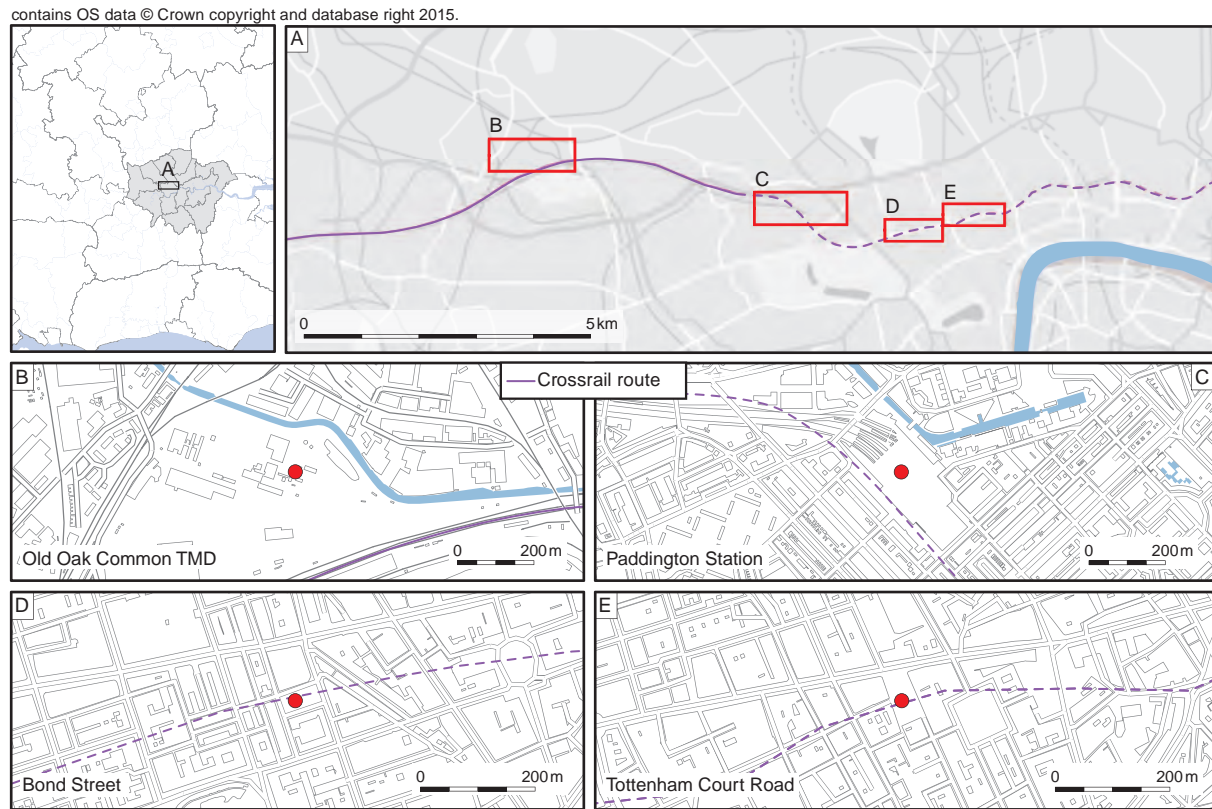 contains OS data © Crown copyright and database right 2015.
A
A
B
C
D
E
0 5 km
B
Crossrail route
C
Old Oak Common TMD
0 200 m
Paddington Station
0 200 m
D
E
Bond Street
0 200 m
Tottenham Court Road
0 200 m